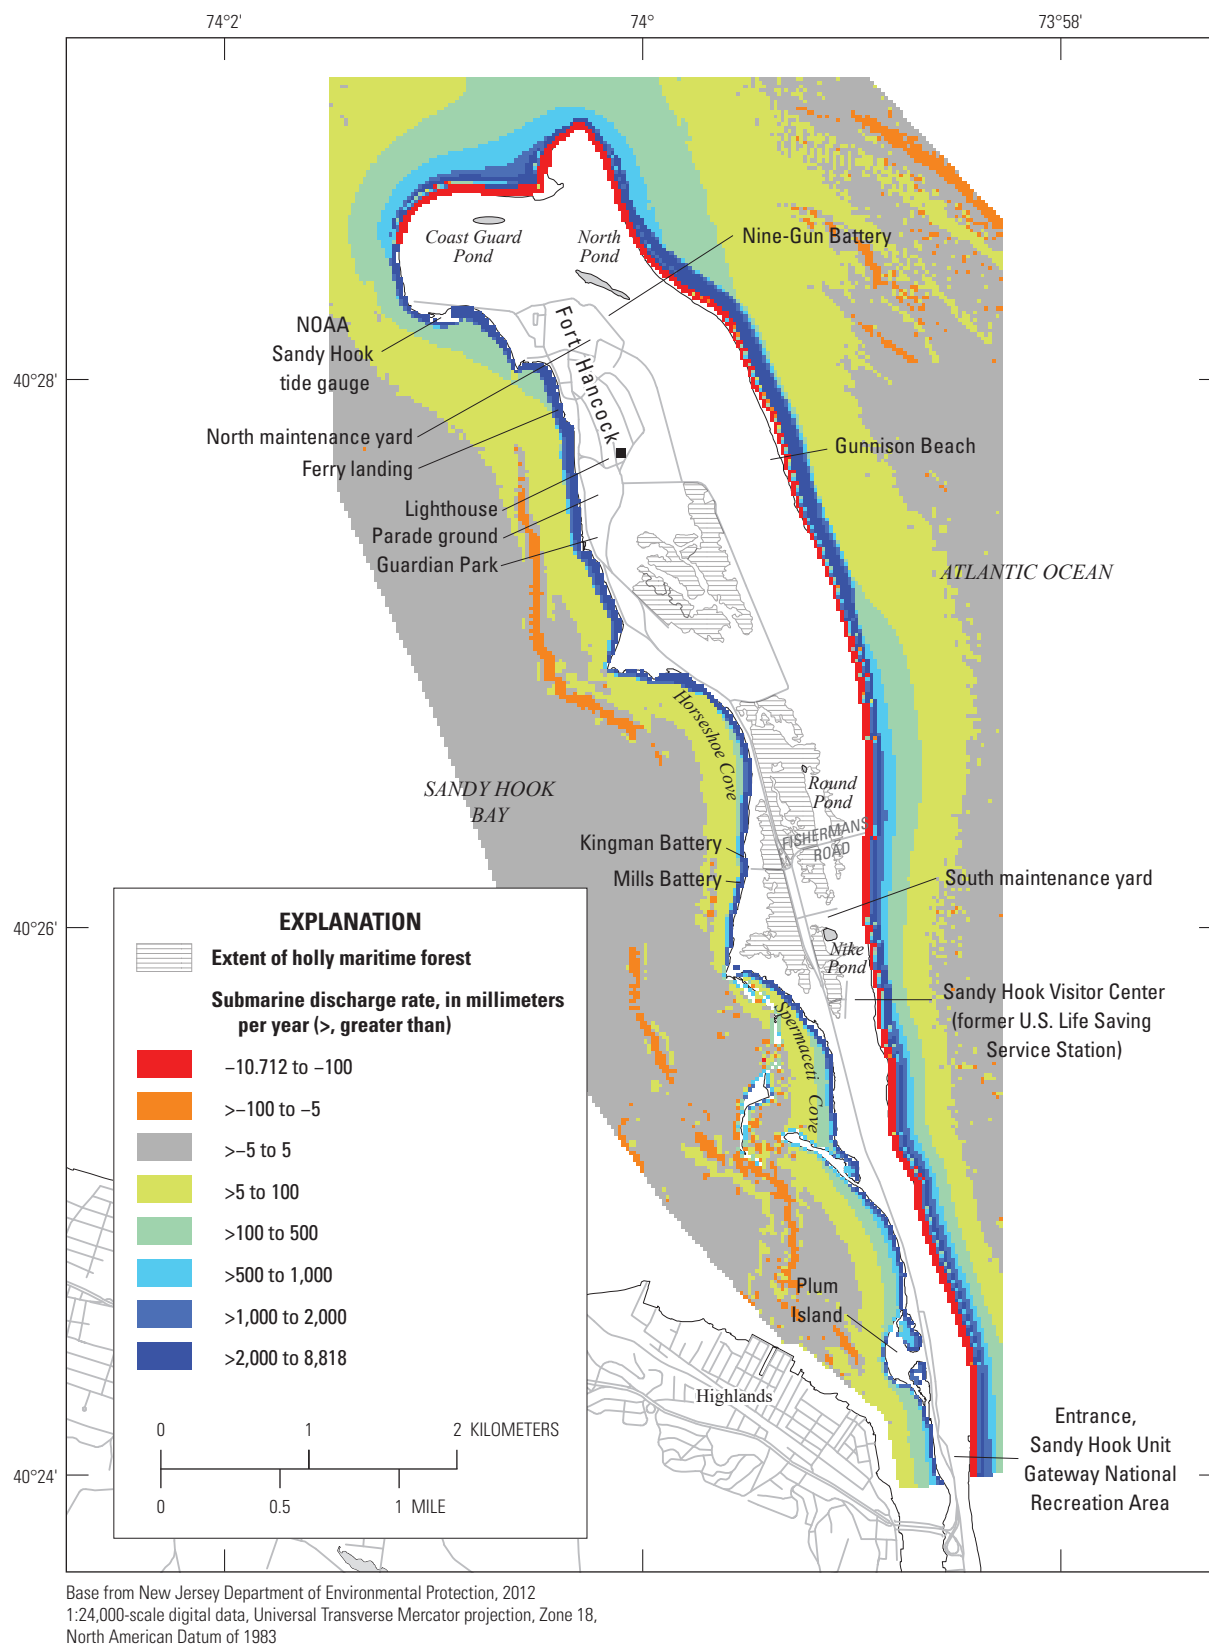 74°2'
74°
73°58'
Coast Guard
Pond
North
Pond
Nine-Gun Battery
NOAA
Sandy Hook
tide gauge
Fort Hancock
40°28'
North maintenance yard
Ferry landing
Gunnison Beach
Lighthouse
Parade ground
Guardian Park
ATLANTIC OCEAN
Horseshoe Cove
SANDY HOOK
BAY
Round
Pond
FISHERMANS
ROAD
Kingman Battery
Mills Battery
South maintenance yard
40°26'
Nike
Pond
Sandy Hook Visitor Center
(former U.S. Life Saving
Service Station)
Spermaceti Cove
EXPLANATION
Extent of holly maritime forest
Submarine discharge rate, in millimeters
per year (>, greater than)
−10.712 to −100
>−100 to −5
>−5 to 5
>5 to 100
>100 to 500
>500 to 1,000
>1,000 to 2,000
>2,000 to 8,818
0 1 2 KILOMETERS
0 0.5 1 MILE
Plum
Island
Highlands
Entrance,
Sandy Hook Unit
Gateway National
Recreation Area
40°24'
Base from New Jersey Department of Environmental Protection, 2012
1:24,000-scale digital data, Universal Transverse Mercator projection, Zone 18,
North American Datum of 1983